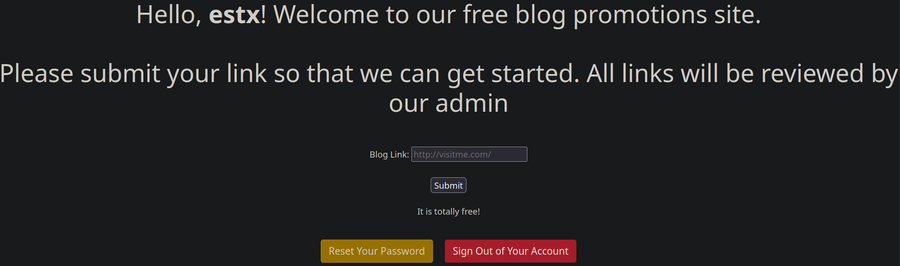 Hello, estx! Welcome to our free blog promotions site.
Please submit your link so that we can get started. All links will be reviewed by
our admin
Blog Link: http://visitme.com/
Submit
It is totally free!
Reset Your Password Sign Out of Your Account